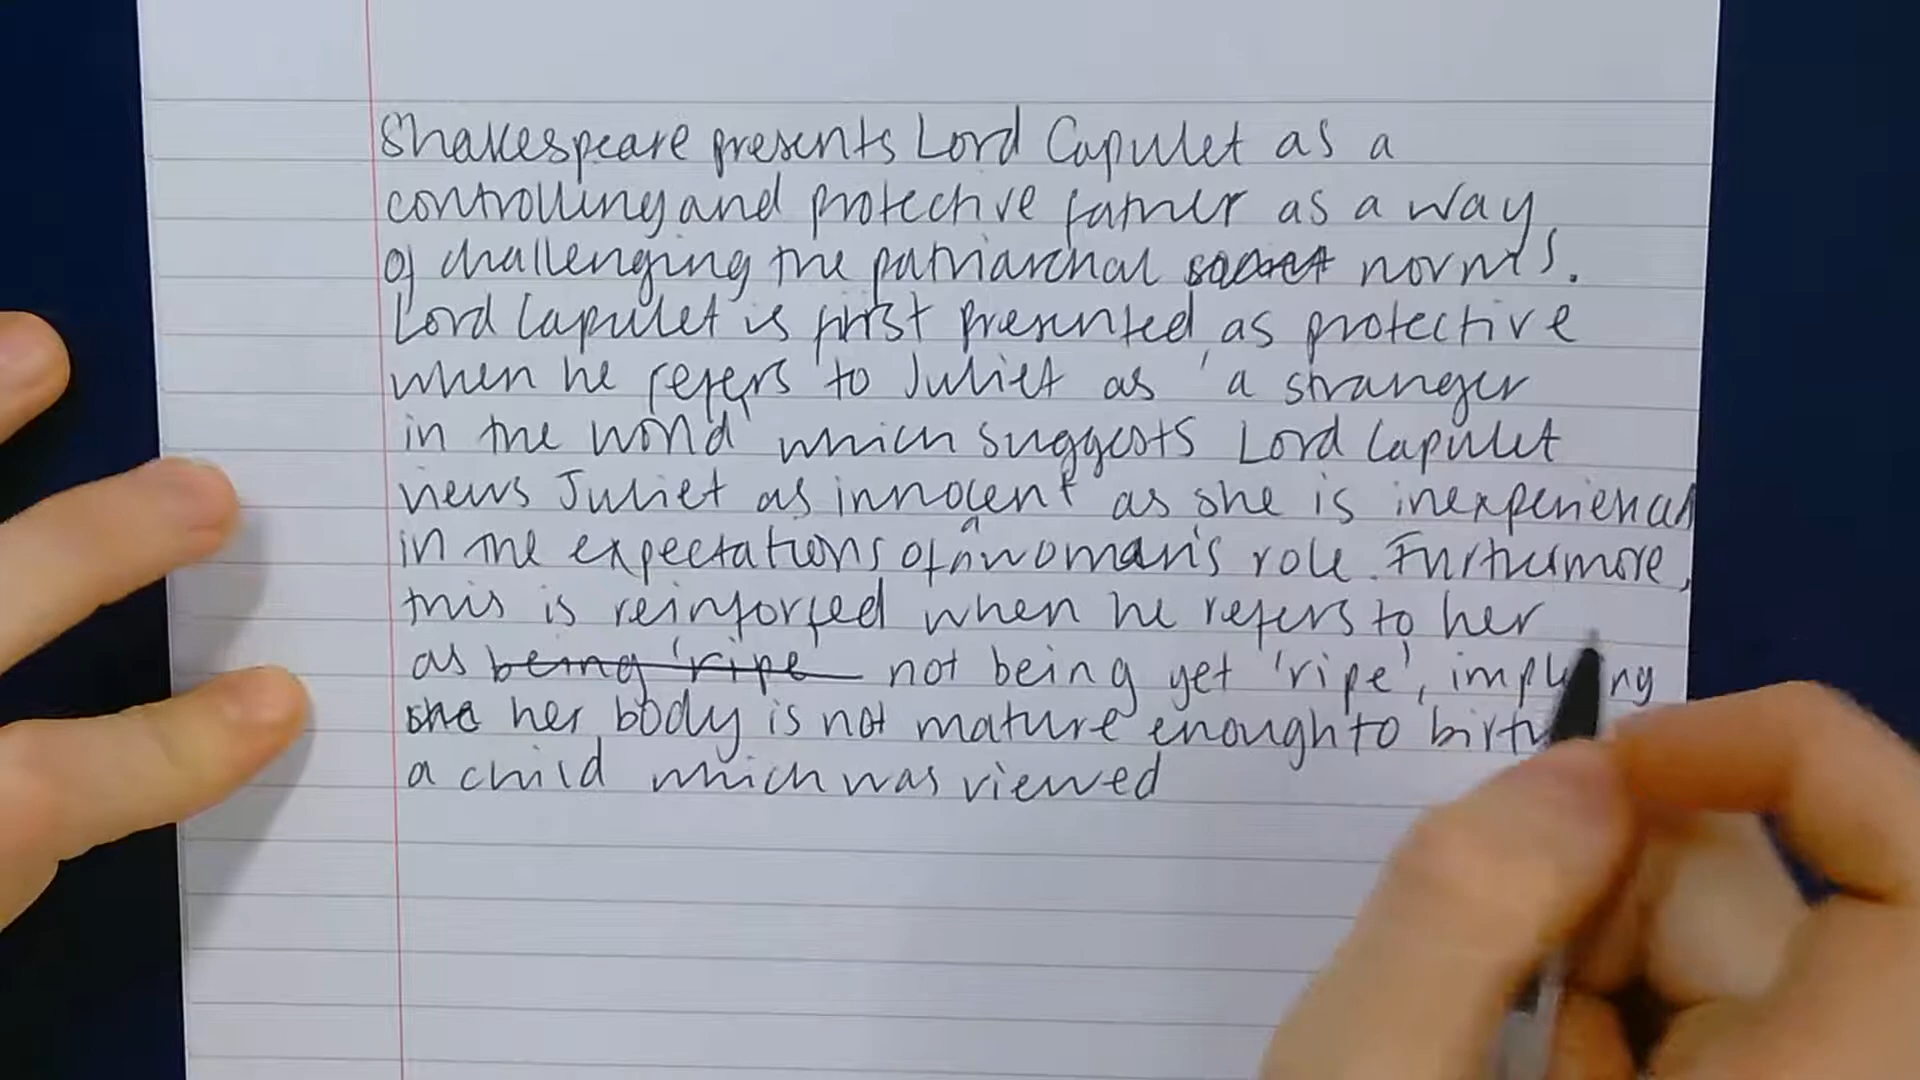 Shakespeare presents Lord Capulet as a
controlling and protective father as a way
of challenging the patriarchal norms.
Lord Capulet is first presented as protective
when he refers to Juliet as 'a stranger
in the world' which suggests Lord Capulet
views Juliet as innocent as she is inexperienced
in the expectations of a woman's role. Furthermore,
this is reinforced when he refers to her
as being 'ripe' not being yet 'ripe', implying
she her body is not mature enough to birth
a child which was viewed